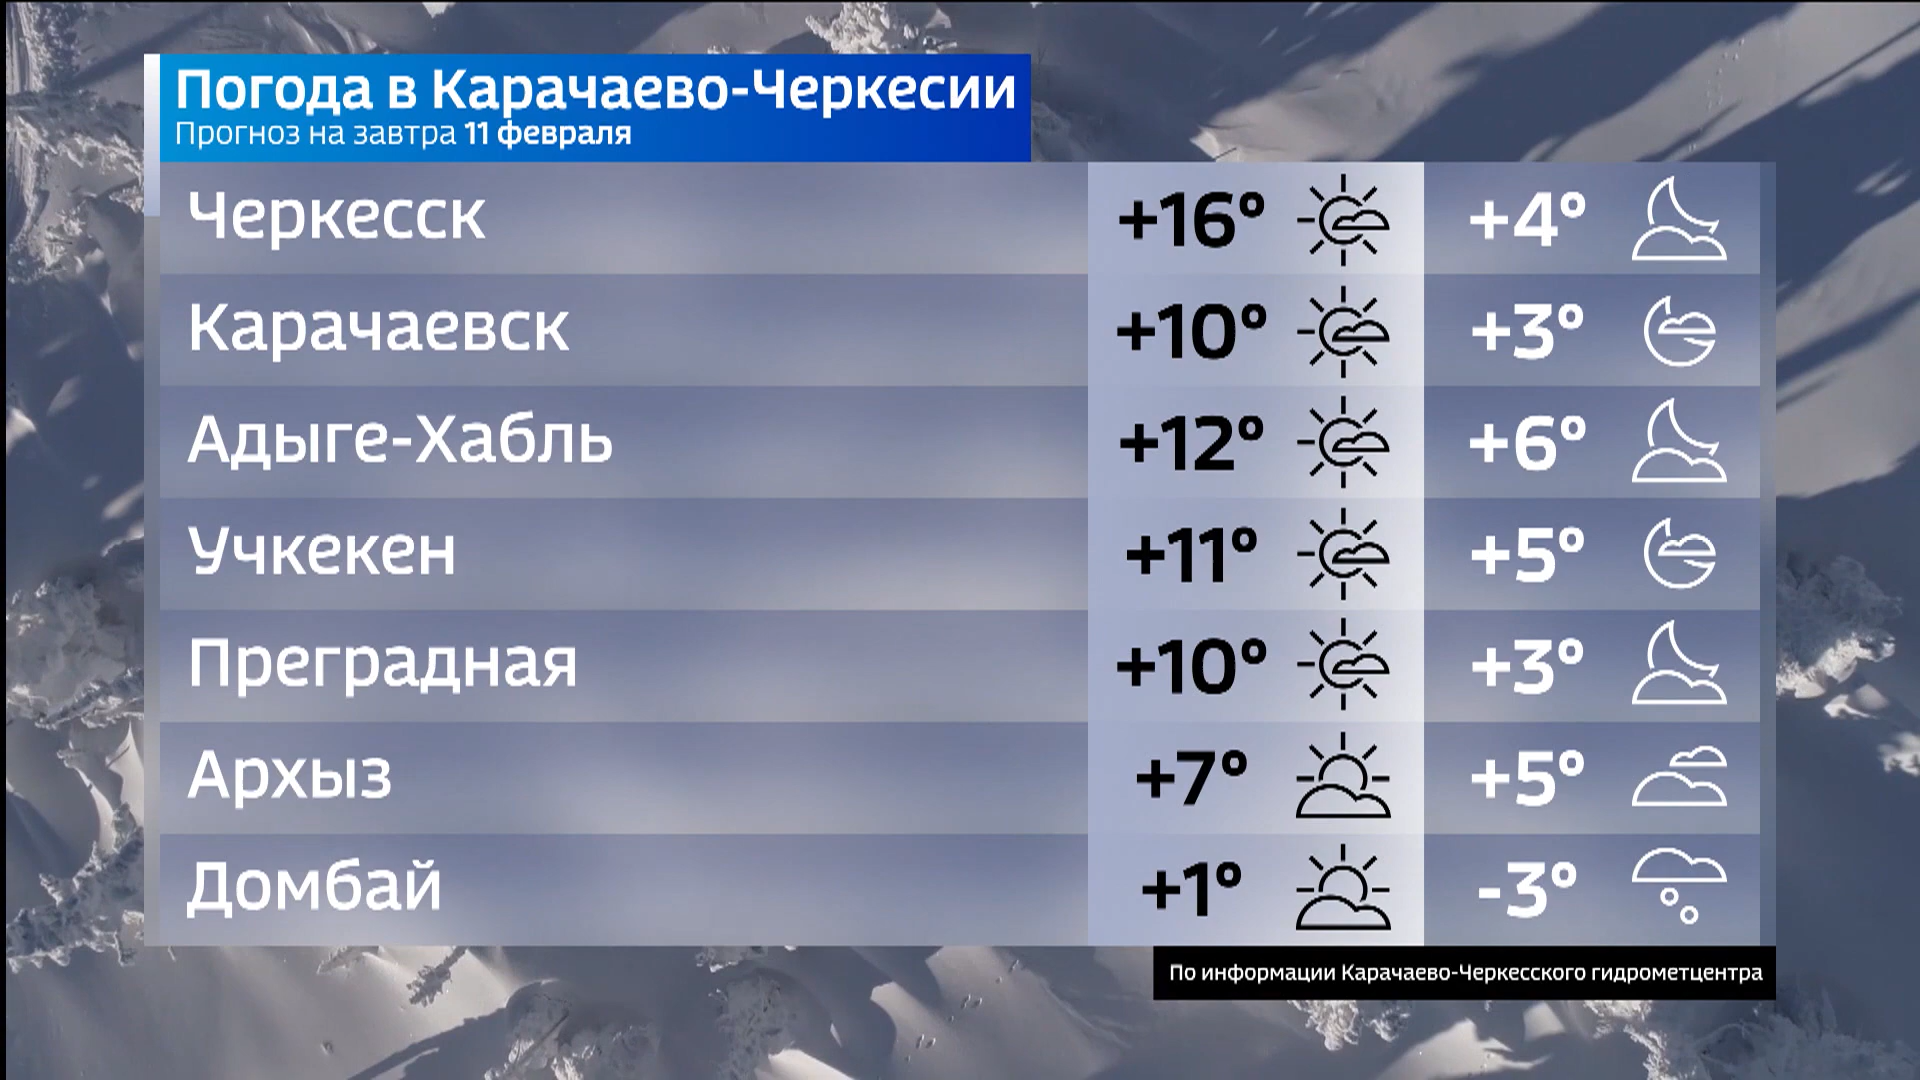 Погода в Карачаево-Черкесии
Прогноз на завтра 11 февраля
Черкесск +16° +4°
Карачаевск +10° +3°
Адыге-Хабль +12° +6°
Учкекен +11° +5°
Преградная +10° +3°
Архыз +7° +5°
Домбай +1° -3°
По информации Карачаево-Черкесского гидрометцентра